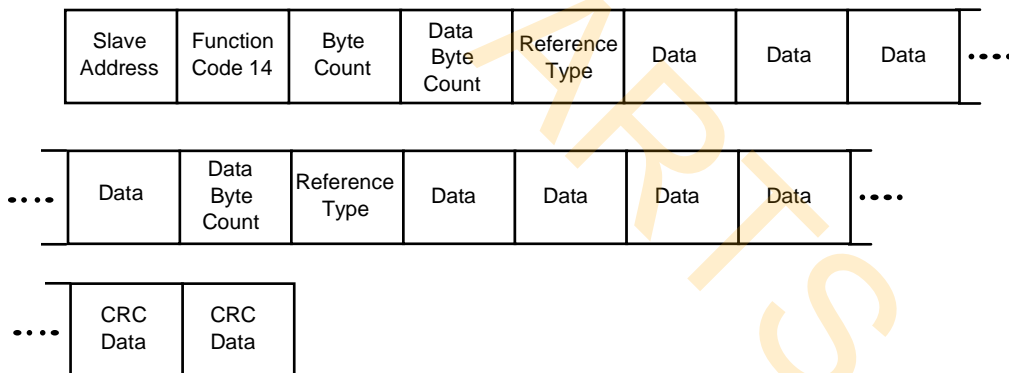 Slave Address
Function Code 14
Byte Count
Data Byte Count
Reference Type
Data
Data
Data
Data
Data Byte Count
Reference Type
Data
Data
Data
Data
CRC Data
CRC Data
ARTS